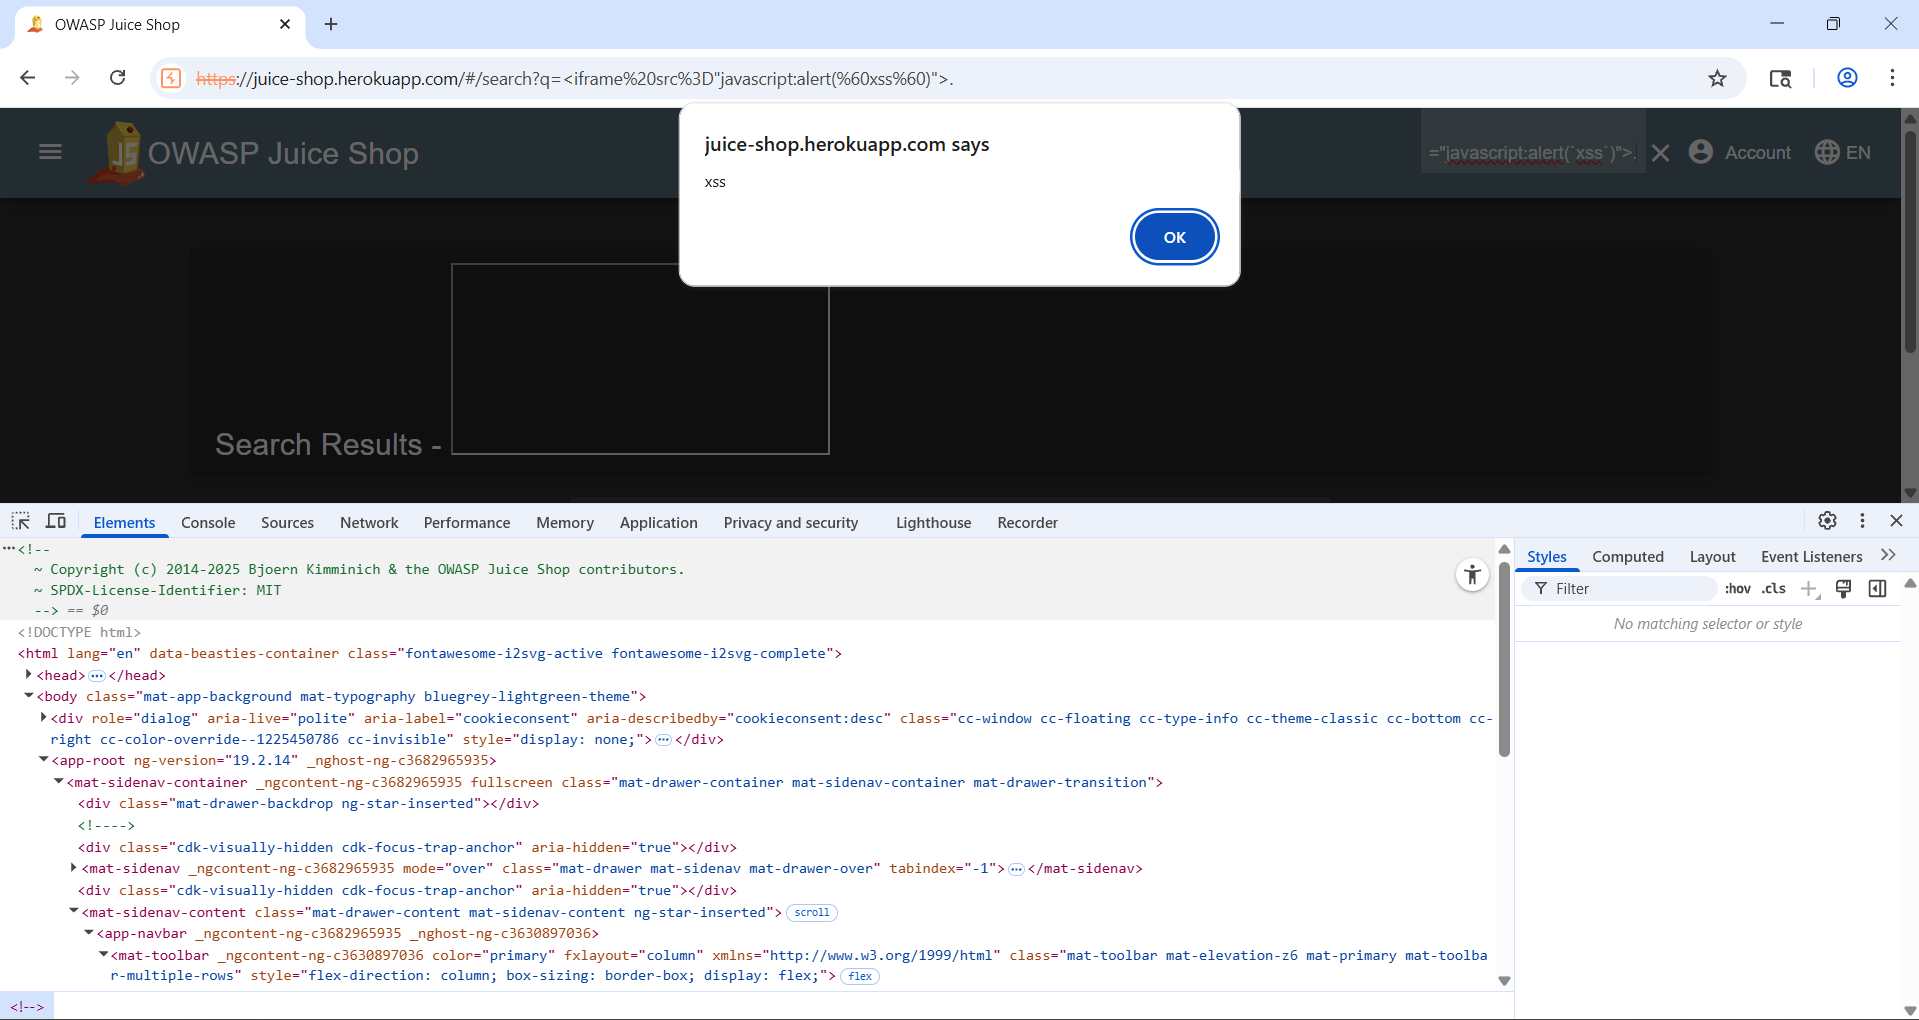 OWASP Juice Shop
https://juice-shop.herokuapp.com/#/search?q=<iframe%20src%3D"javascript:alert(%60xss%60)">.
juice-shop.herokuapp.com says
xss
OK
OWASP Juice Shop
="javascript:alert(`xss`)">.
Account
EN
Search Results -
Elements Console Sources Network Performance Memory Application Privacy and security Lighthouse Recorder
<!--
~ Copyright (c) 2014-2025 Bjoern Kimminich & the OWASP Juice Shop contributors.
~ SPDX-License-Identifier: MIT
--> == $0
<!DOCTYPE html>
<html lang="en" data-beasties-container class="fontawesome-i2svg-active fontawesome-i2svg-complete">
<head>…</head>
<body class="mat-app-background mat-typography bluegrey-lightgreen-theme">
<div role="dialog" aria-live="polite" aria-label="cookieconsent" aria-describedby="cookieconsent:desc" class="cc-window cc-floating cc-type-info cc-theme-classic cc-bottom cc-
right cc-color-override--1225450786 cc-invisible" style="display: none;">…</div>
<app-root ng-version="19.2.14" _nghost-ng-c3682965935>
<mat-sidenav-container _ngcontent-ng-c3682965935 fullscreen class="mat-drawer-container mat-sidenav-container mat-drawer-transition">
<div class="mat-drawer-backdrop ng-star-inserted"></div>
<!---->
<div class="cdk-visually-hidden cdk-focus-trap-anchor" aria-hidden="true"></div>
<mat-sidenav _ngcontent-ng-c3682965935 mode="over" class="mat-drawer mat-sidenav mat-drawer-over" tabindex="-1">…</mat-sidenav>
<div class="cdk-visually-hidden cdk-focus-trap-anchor" aria-hidden="true"></div>
<mat-sidenav-content class="mat-drawer-content mat-sidenav-content ng-star-inserted"> scroll
<app-navbar _ngcontent-ng-c3682965935 _nghost-ng-c3630897036>
<mat-toolbar _ngcontent-ng-c3630897036 color="primary" fxlayout="column" xmlns="http://www.w3.org/1999/html" class="mat-toolbar mat-elevation-z6 mat-primary mat-toolba
r-multiple-rows" style="flex-direction: column; box-sizing: border-box; display: flex;"> flex
<!-->
Styles Computed Layout Event Listeners
Filter :hov .cls
No matching selector or style